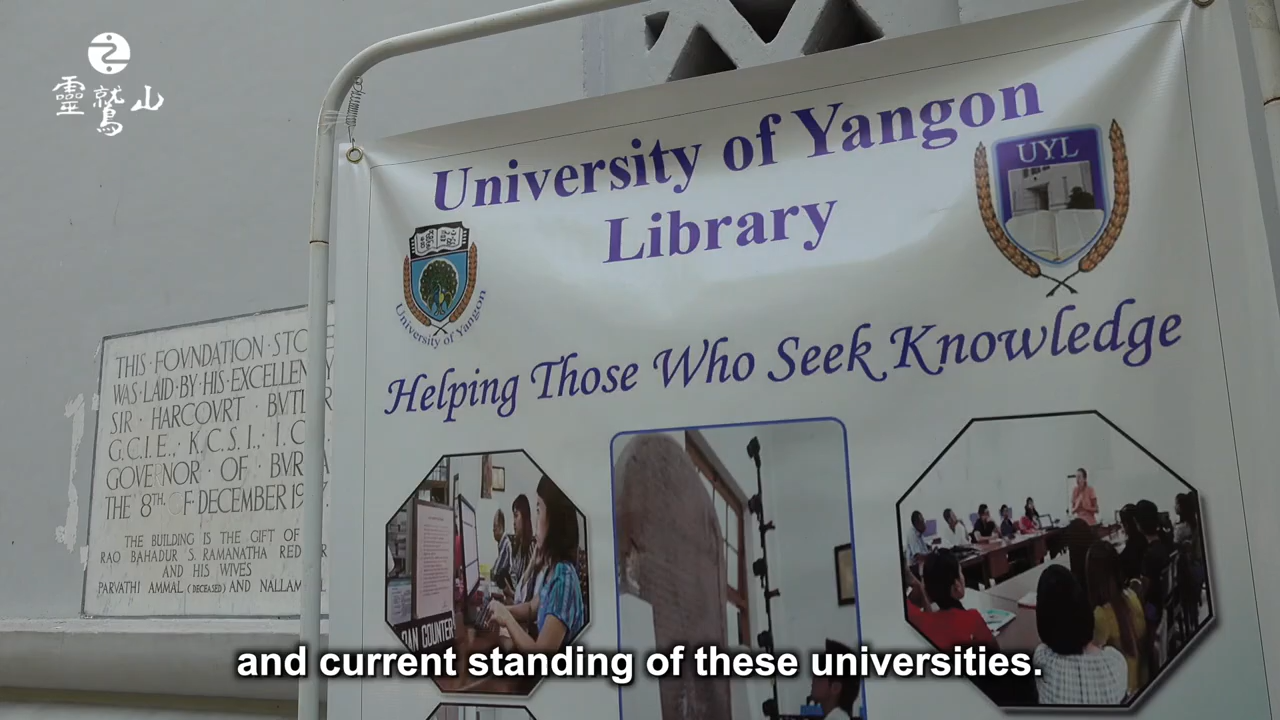 靈鷲山
University of Yangon
Library
UYL
University of Yangon
Helping Those Who Seek Knowledge
THIS · FOVNDATION · STO
WAS · LAID · BY · HIS · EXCELLEN Y
SIR · HARCOVRT · BVTL R
G.C.I.E., · K.C.S.I., · I.C
GOVERNOR · OF · BVR A
THE 8TH. OF DECEMBER 19
THE BUILDING IS THE GIFT OF
RAO BAHADUR S. RAMANATHA RED R
AND HIS WIVES
PARVATHI AMMAL (DECEASED) AND NALLAM
COUNTER
and current standing of these universities.